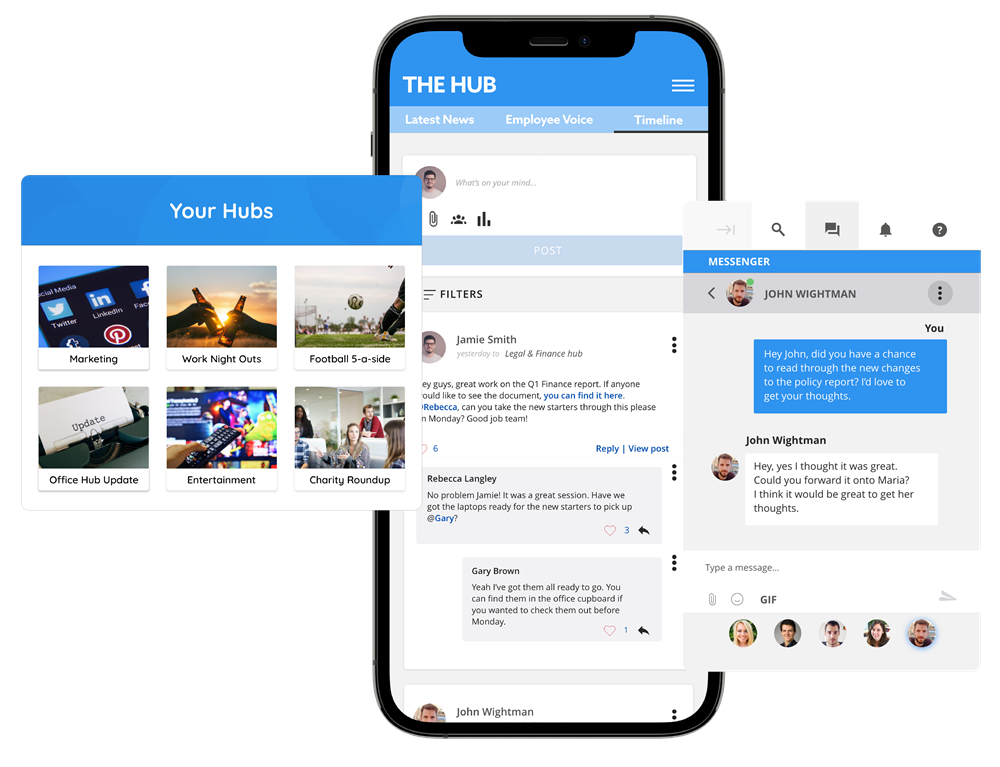 THE HUB
Latest News Employee Voice Timeline
What's on your mind...
POST
FILTERS
Jamie Smith
yesterday to Legal & Finance hub
ey guys, great work on the Q1 Finance report. If anyone
ould like to see the document, you can find it here.
@Rebecca, can you take the new starters through this please
n Monday? Good job team!
6
Reply | View post
Rebecca Langley
No problem Jamie! It was a great session. Have we
got the laptops ready for the new starters to pick up
@Gary?
3
Gary Brown
Yeah I've got them all ready to go. You
can find them in the office cupboard if
you wanted to check them out before
Monday.
1
John Wightman
Your Hubs
Social Media
Twitter
LinkedIn
Marketing
Work Night Outs
Football 5-a-side
Update
Office Hub Update
Entertainment
Charity Roundup
?
MESSENGER
JOHN WIGHTMAN
You
Hey John, did you have a chance
to read through the new changes
to the policy report? I'd love to
get your thoughts.
John Wightman
Hey, yes I thought it was great.
Could you forward it onto Maria?
I think it would be great to get her
thoughts.
Type a message...
GIF